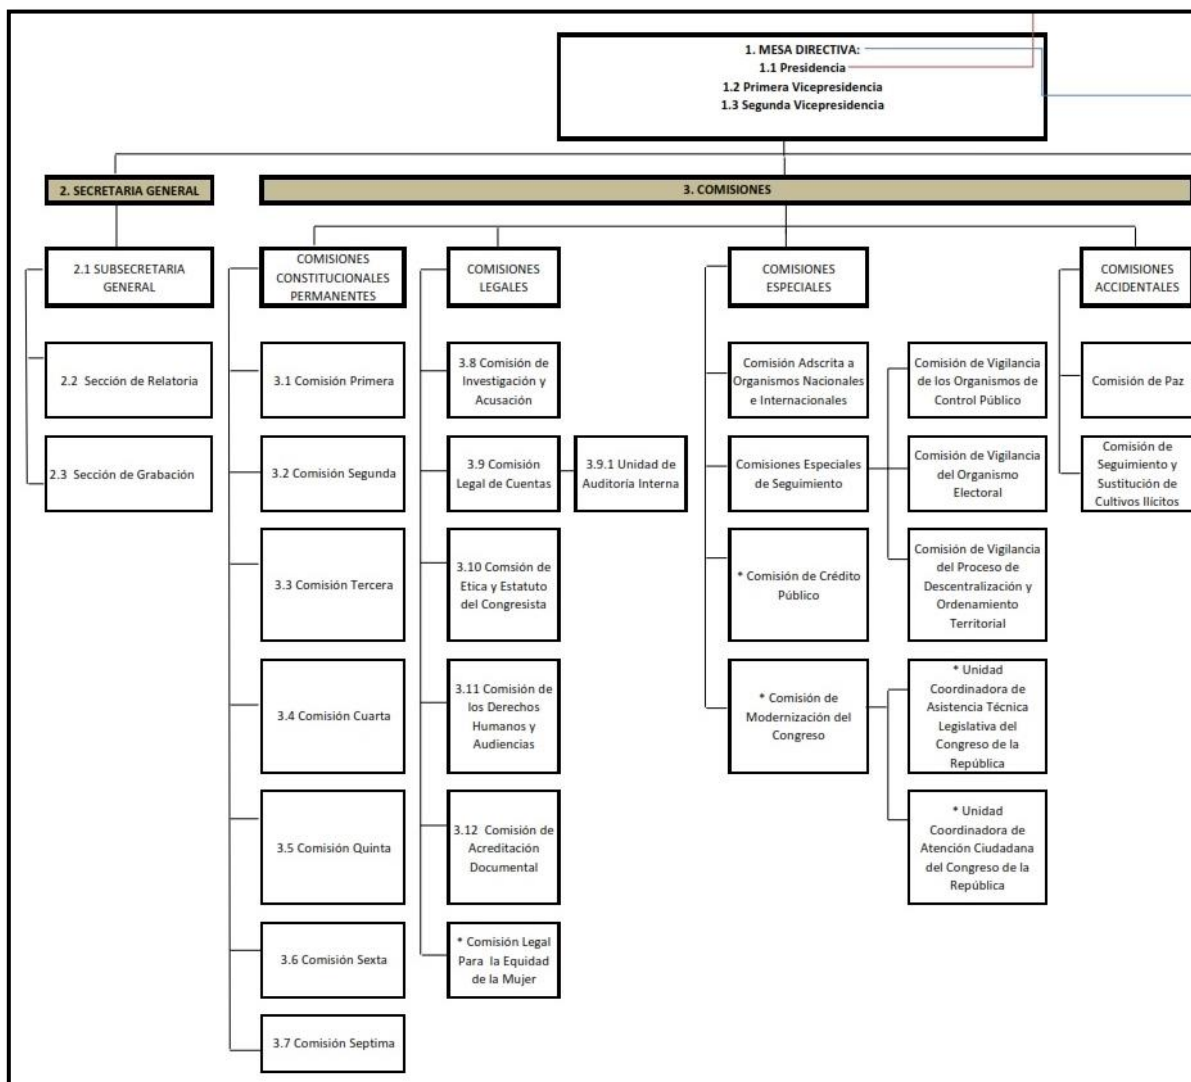 1. MESA DIRECTIVA:
1.1 Presidencia
1.2 Primera Vicepresidencia
1.3 Segunda Vicepresidencia
2. SECRETARIA GENERAL
3. COMISIONES
2.1 SUBSECRETARIA
GENERAL
2.2 Sección de Relatoria
2.3 Sección de Grabación
COMISIONES
CONSTITUCIONALES
PERMANENTES
3.1 Comisión Primera
3.2 Comisión Segunda
3.3 Comisión Tercera
3.4 Comisión Cuarta
3.5 Comisión Quinta
3.6 Comisión Sexta
3.7 Comisión Septima
COMISIONES
LEGALES
3.8 Comisión de
Investigación y
Acusación
3.9 Comisión
Legal de Cuentas
3.9.1 Unidad de
Auditoría Interna
3.10 Comsión de
Etica y Estatuto
del Congresista
3.11 Comisión de
los Derechos
Humanos y
Audiencias
3.12 Comisión de
Acreditación
Documental
* Comisión Legal
Para la Equidad
de la Mujer
COMISIONES
ESPECIALES
Comisión Adscrita a
Organismos Nacionales
e Internacionales
Comisiones Especiales
de Seguimiento
Comisión de Vigilancia
de los Organismos de
Control Público
Comisión de Vigilancia
del Organismo
Electoral
Comisión de Vigilancia
del Proceso de
Descentralización y
Ordenamiento
Territorial
* Comisión de Crédito
Público
* Comisión de
Modernización del
Congreso
* Unidad
Coordinadora de
Asistencia Técnica
Legislativa del
Congreso de la
República
* Unidad
Coordinadora de
Atención Ciudadana
del Congreso de la
República
COMISIONES
ACCIDENTALES
Comisión de Paz
Comisión de
Seguimiento y
Sustitución de
Cultivos Ilícitos